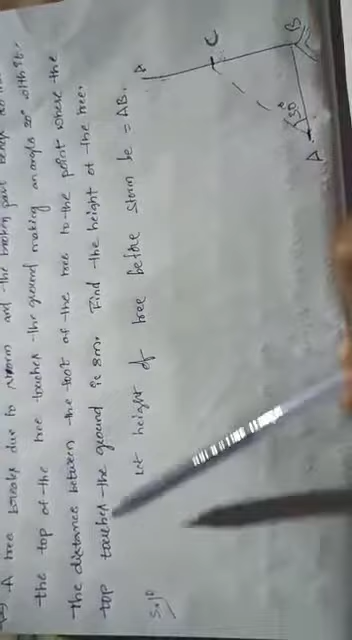 A tree breaks due to storm and the broken part bends
the top of the tree touches the ground making an angle 30° with it.
the distance between the foot of the tree to the point where the
top touches the ground is 8m. Find the height of the tree.
Solⁿ
let height of tree before storm be = AB.
A
C
B
30°
A